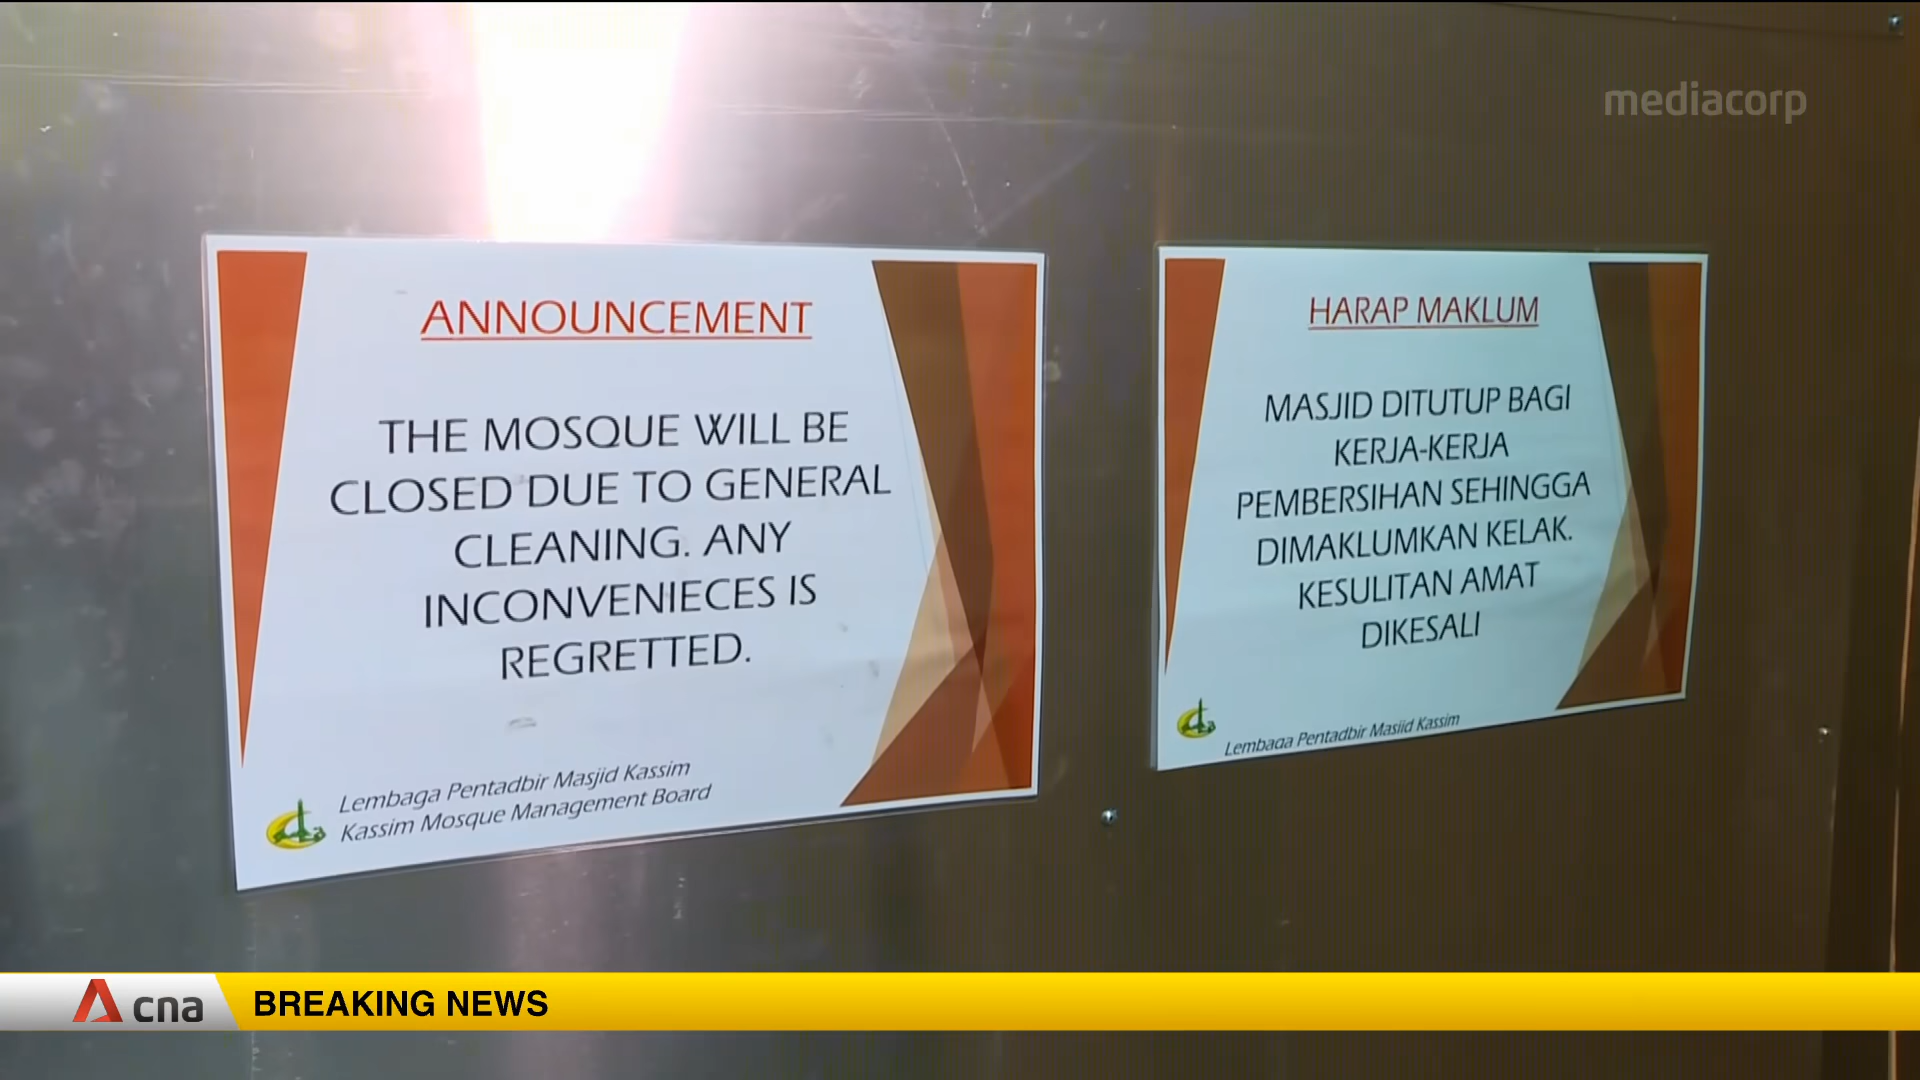 mediacorp
ANNOUNCEMENT
THE MOSQUE WILL BE
CLOSED DUE TO GENERAL
CLEANING. ANY
INCONVENIECES IS
REGRETTED.
Lembaga Pentadbir Masjid Kassim
Kassim Mosque Management Board
HARAP MAKLUM
MASJID DITUTUP BAGI
KERJA-KERJA
PEMBERSIHAN SEHINGGA
DIMAKLUMKAN KELAK.
KESULITAN AMAT
DIKESALI
Lembaga Pentadbir Masjid Kassim
cna
BREAKING NEWS